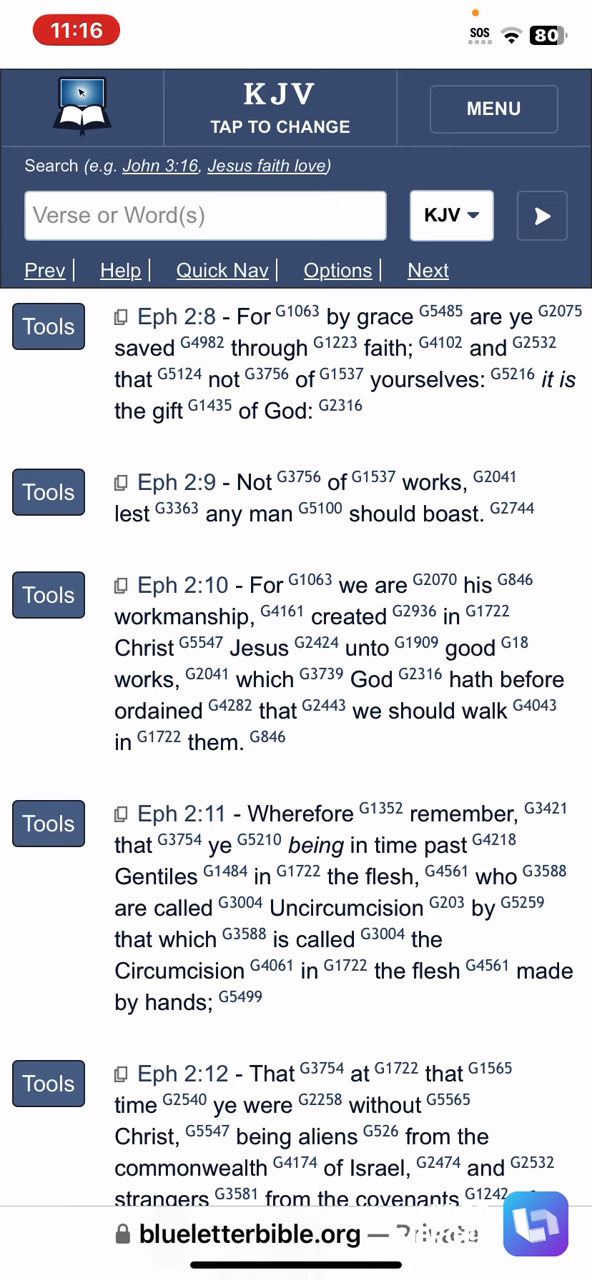 11:16
SOS
80
KJV
TAP TO CHANGE
MENU
Search (e.g. John 3:16, Jesus faith love)
Verse or Word(s)
KJV
Prev | Help | Quick Nav | Options | Next
Tools
Eph 2:8 - For G1063 by grace G5485 are ye G2075
saved G4982 through G1223 faith; G4102 and G2532
that G5124 not G3756 of G1537 yourselves: G5216 it is
the gift G1435 of God: G2316
Tools
Eph 2:9 - Not G3756 of G1537 works, G2041
lest G3363 any man G5100 should boast. G2744
Tools
Eph 2:10 - For G1063 we are G2070 his G846
workmanship, G4161 created G2936 in G1722
Christ G5547 Jesus G2424 unto G1909 good G18
works, G2041 which G3739 God G2316 hath before
ordained G4282 that G2443 we should walk G4043
in G1722 them. G846
Tools
Eph 2:11 - Wherefore G1352 remember, G3421
that G3754 ye G5210 being in time past G4218
Gentiles G1484 in G1722 the flesh, G4561 who G3588
are called G3004 Uncircumcision G203 by G5259
that which G3588 is called G3004 the
Circumcision G4061 in G1722 the flesh G4561 made
by hands; G5499
Tools
Eph 2:12 - That G3754 at G1722 that G1565
time G2540 ye were G2258 without G5565
Christ, G5547 being aliens G526 from the
commonwealth G4174 of Israel, G2474 and G2532
strangers G3581 from the covenants G1242
blueletterbible.org — Private